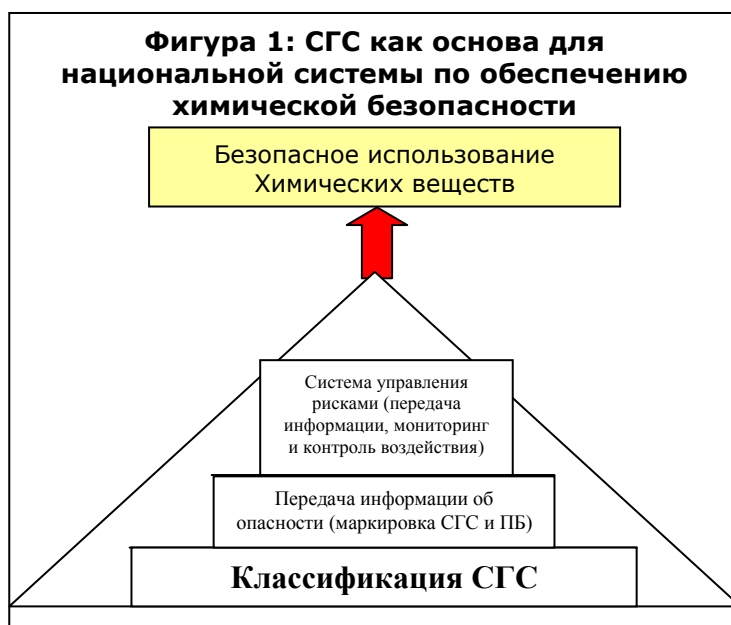 Фигура 1: СГС как основа для
национальной системы по обеспечению
химической безопасности
Безопасное использование
Химических веществ
Система управления
рисками (передача
информации, мониторинг
и контроль воздействия)
Передача информации об
опасности (маркировка СГС и ПБ)
Классификация СГС